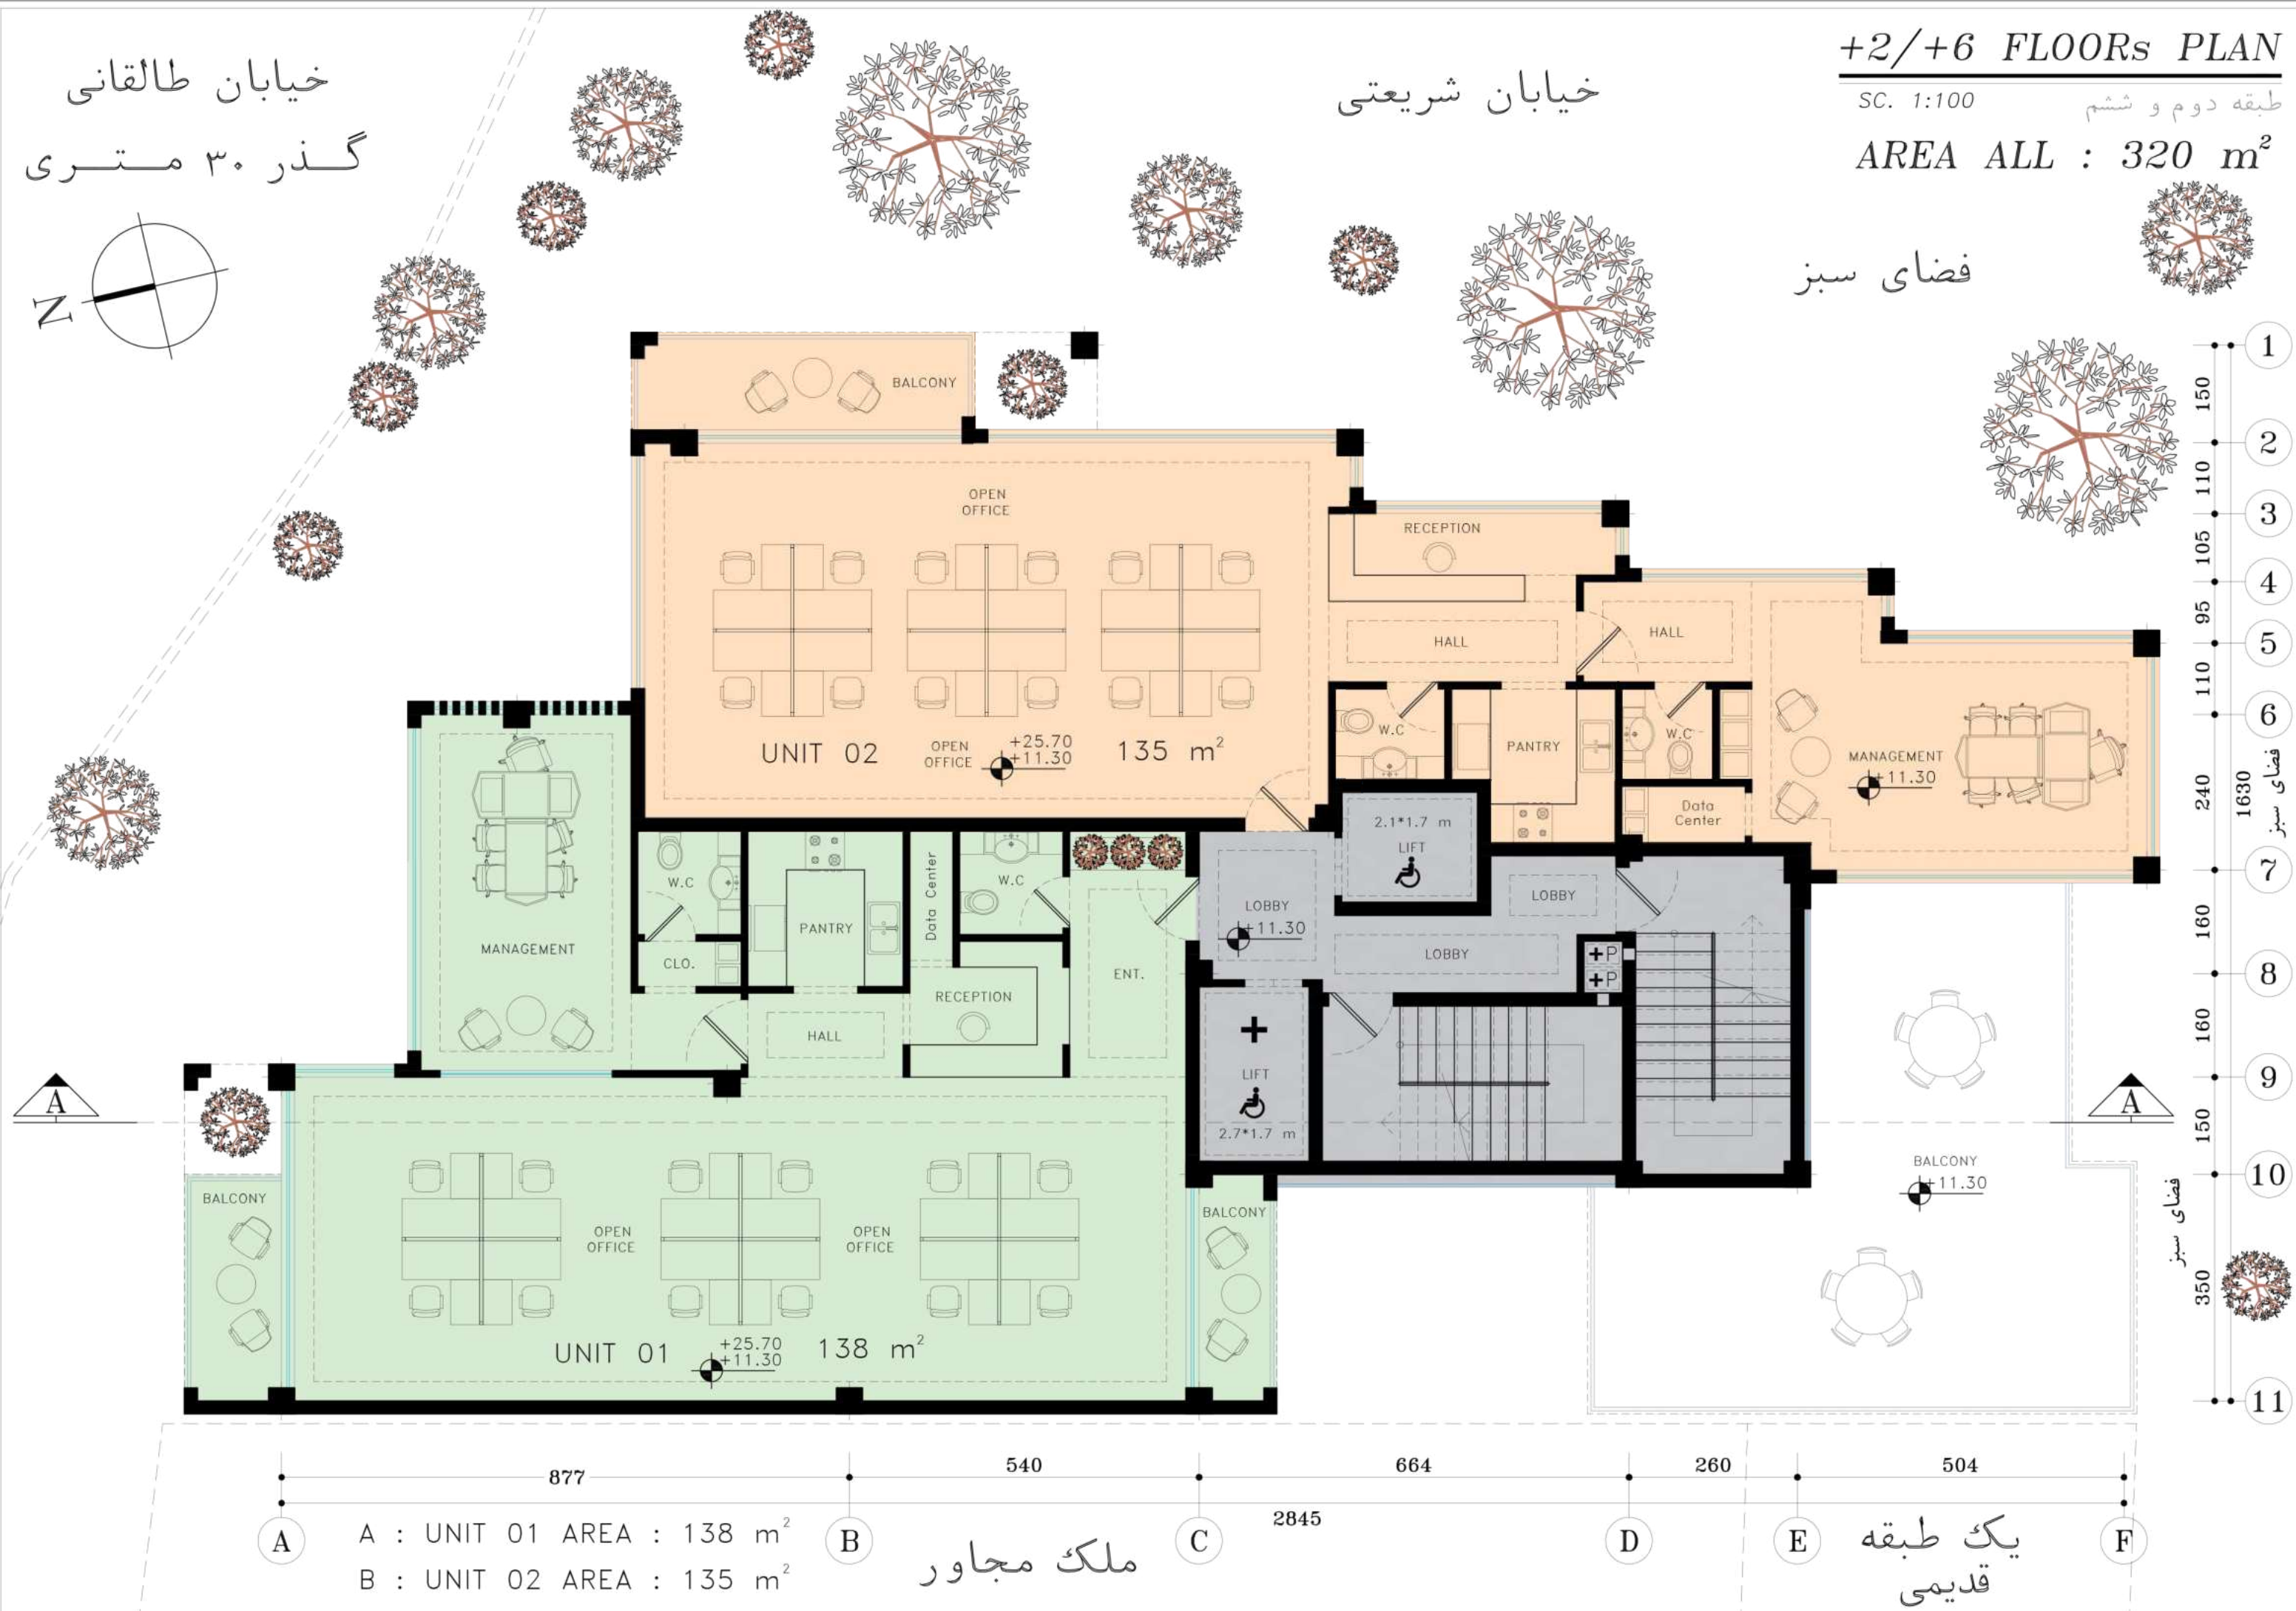 +2/+6 FLOORs PLAN
SC. 1:100
طبقه دوم و ششم
AREA ALL : 320 m²
خیابان طالقانی
گذر ۳۰ متری
خیابان شریعتی
فضای سبز
N
1
150
2
110
3
105
4
95
5
110
6
240
1630
فضای سبز
7
160
8
160
9
150
10
فضای سبز
350
11
BALCONY
OPEN
OFFICE
RECEPTION
HALL
HALL
W.C
PANTRY
W.C
MANAGEMENT
+11.30
Data
Center
UNIT 02
OPEN
OFFICE
+25.70
+11.30
135 m²
2.1*1.7 m
LIFT
LOBBY
+11.30
LOBBY
LOBBY
+P
+P
LIFT
2.7*1.7 m
W.C
PANTRY
Data Center
W.C
MANAGEMENT
CLO.
RECEPTION
ENT.
HALL
A
A
BALCONY
OPEN
OFFICE
OPEN
OFFICE
BALCONY
BALCONY
+11.30
UNIT 01
+25.70
+11.30
138 m²
877
540
664
260
504
2845
A
B
C
D
E
F
A : UNIT 01 AREA : 138 m²
B : UNIT 02 AREA : 135 m²
ملک مجاور
یک طبقه
قدیمی